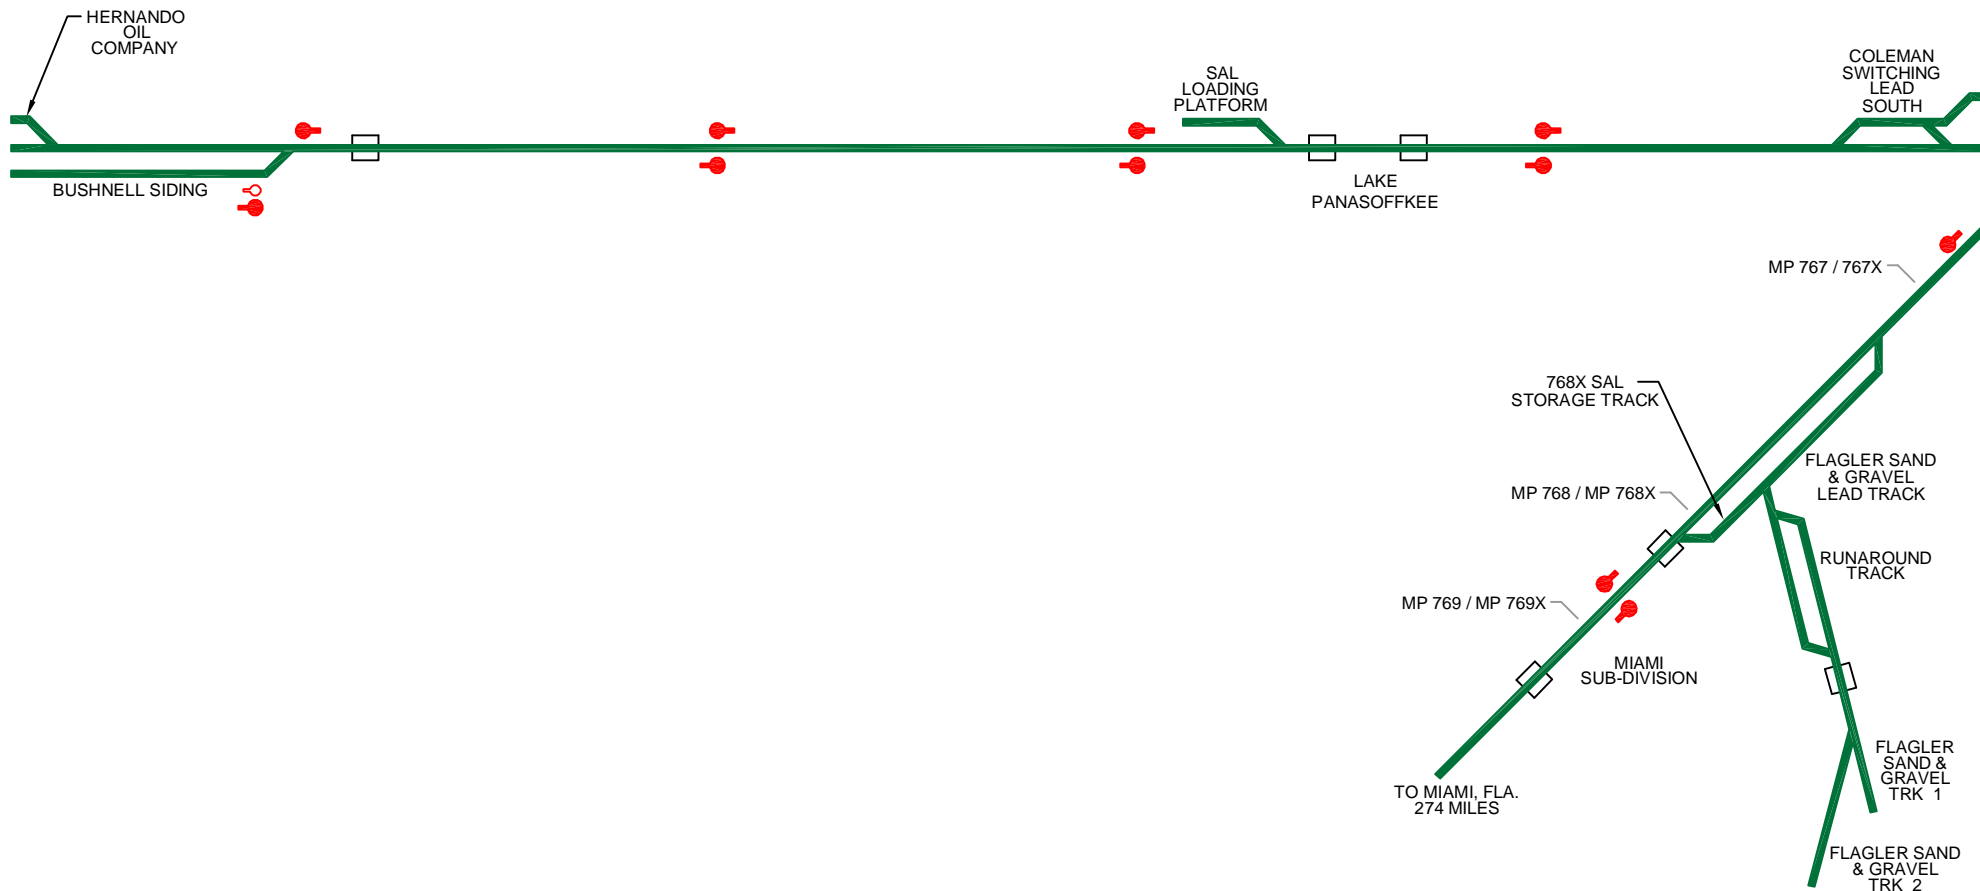 HERNANDO
OIL
COMPANY
BUSHNELL SIDING
SAL
LOADING
PLATFORM
LAKE
PANASOFFKEE
COLEMAN
SWITCHING
LEAD
SOUTH
MP 767 / 767X
768X SAL
STORAGE TRACK
FLAGLER SAND
& GRAVEL
LEAD TRACK
MP 768 / MP 768X
RUNAROUND
TRACK
MP 769 / MP 769X
MIAMI
SUB-DIVISION
TO MIAMI, FLA.
274 MILES
FLAGLER
SAND &
GRAVEL
TRK 1
FLAGLER SAND
& GRAVEL
TRK 2